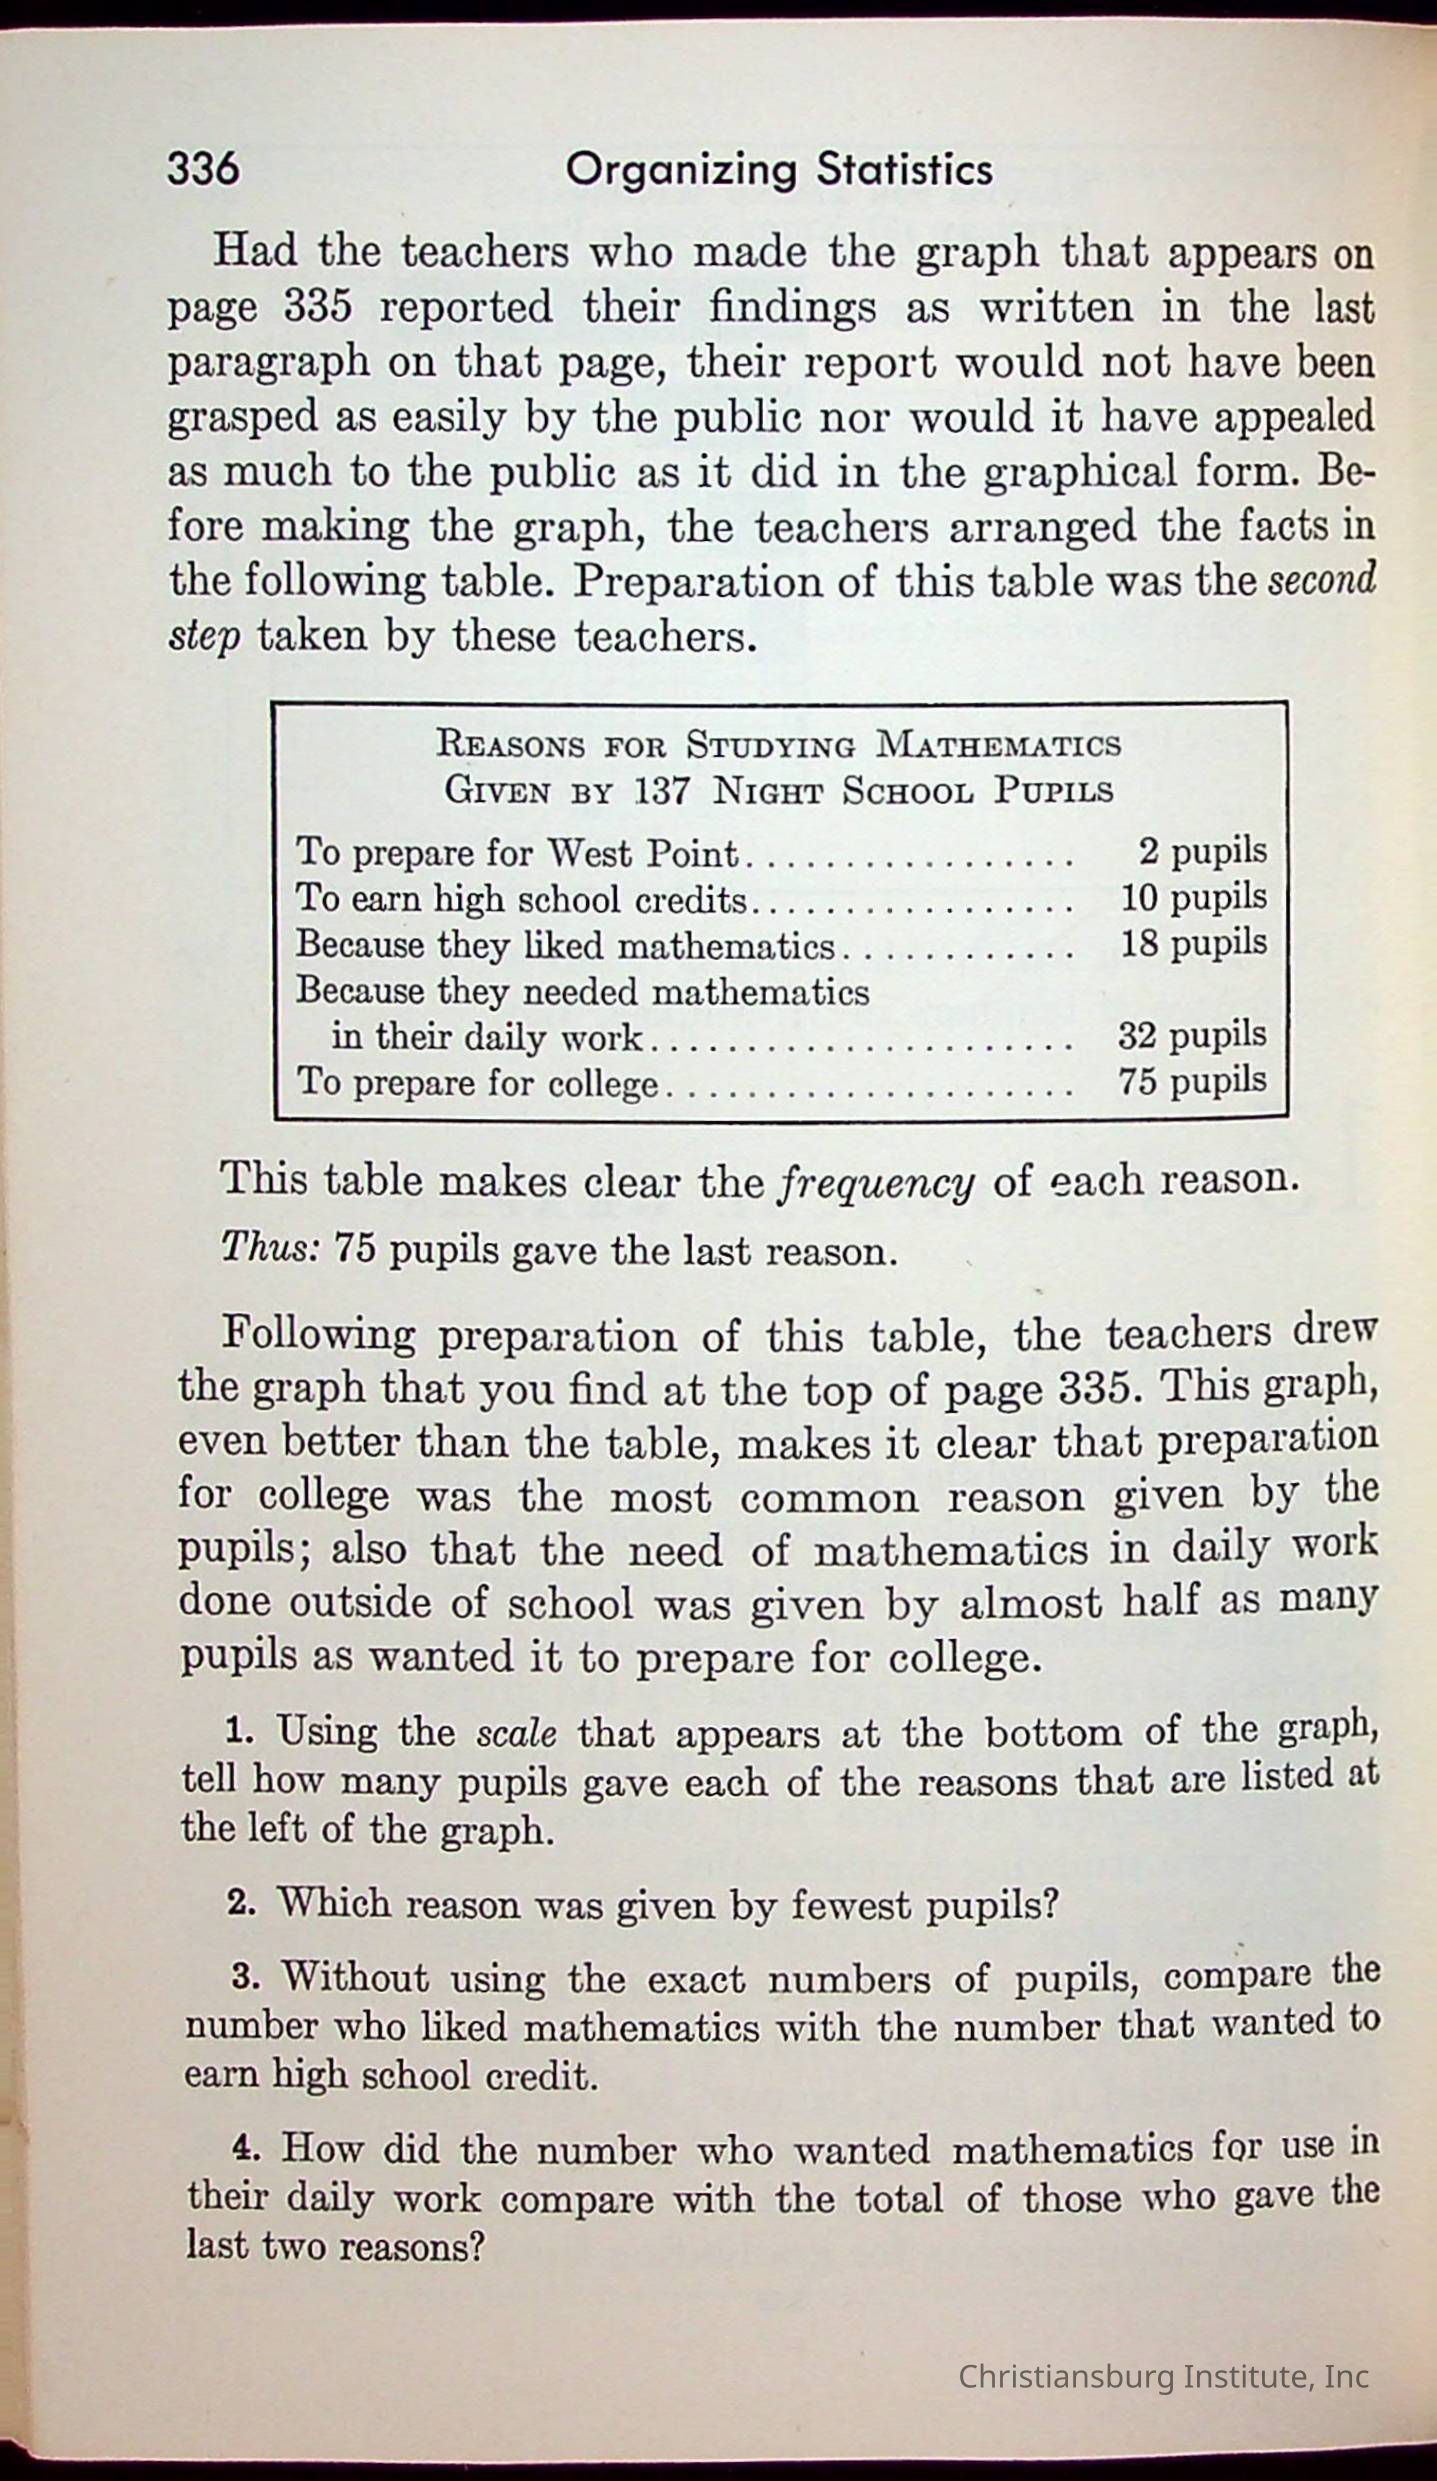 336 Organizing Statistics
Had the teachers who made the graph that appears on
page 335 reported their findings as written in the last
paragraph on that page, their report would not have been
grasped as easily by the public nor would it have appealed
as much to the public as it did in the graphical form. Be-
fore making the graph, the teachers arranged the facts in
the following table. Preparation of this table was the second
step taken by these teachers.
REASONS FOR STUDYING MATHEMATICS
GIVEN BY 137 NIGHT SCHOOL PUPILS
To prepare for West Point................. 2 pupils
To earn high school credits................. 10 pupils
Because they liked mathematics............ 18 pupils
Because they needed mathematics
in their daily work...................... 32 pupils
To prepare for college.................... 75 pupils
This table makes clear the frequency of each reason.
Thus: 75 pupils gave the last reason.
Following preparation of this table, the teachers drew
the graph that you find at the top of page 335. This graph,
even better than the table, makes it clear that preparation
for college was the most common reason given by the
pupils; also that the need of mathematics in daily work
done outside of school was given by almost half as many
pupils as wanted it to prepare for college.
1. Using the scale that appears at the bottom of the graph,
tell how many pupils gave each of the reasons that are listed at
the left of the graph.
2. Which reason was given by fewest pupils?
3. Without using the exact numbers of pupils, compare the
number who liked mathematics with the number that wanted to
earn high school credit.
4. How did the number who wanted mathematics for use in
their daily work compare with the total of those who gave the
last two reasons?
Christiansburg Institute, Inc